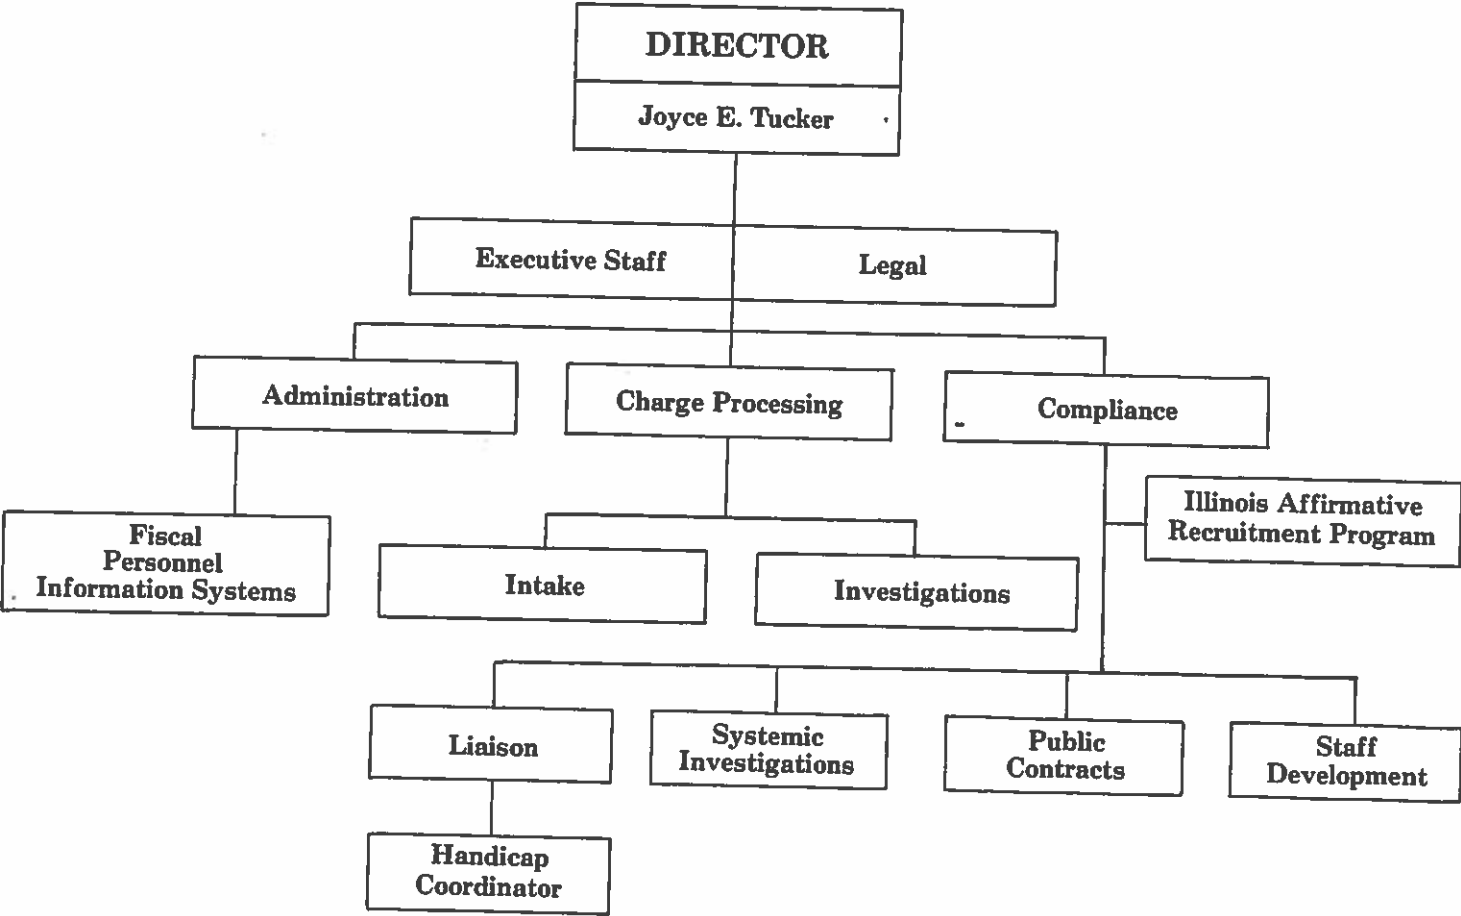 DIRECTOR
Joyce E. Tucker
Executive Staff
Legal
Administration
Charge Processing
Compliance
Illinois Affirmative
Recruitment Program
Fiscal
Personnel
Information Systems
Intake
Investigations
Liaison
Systemic
Investigations
Public
Contracts
Staff
Development
Handicap
Coordinator